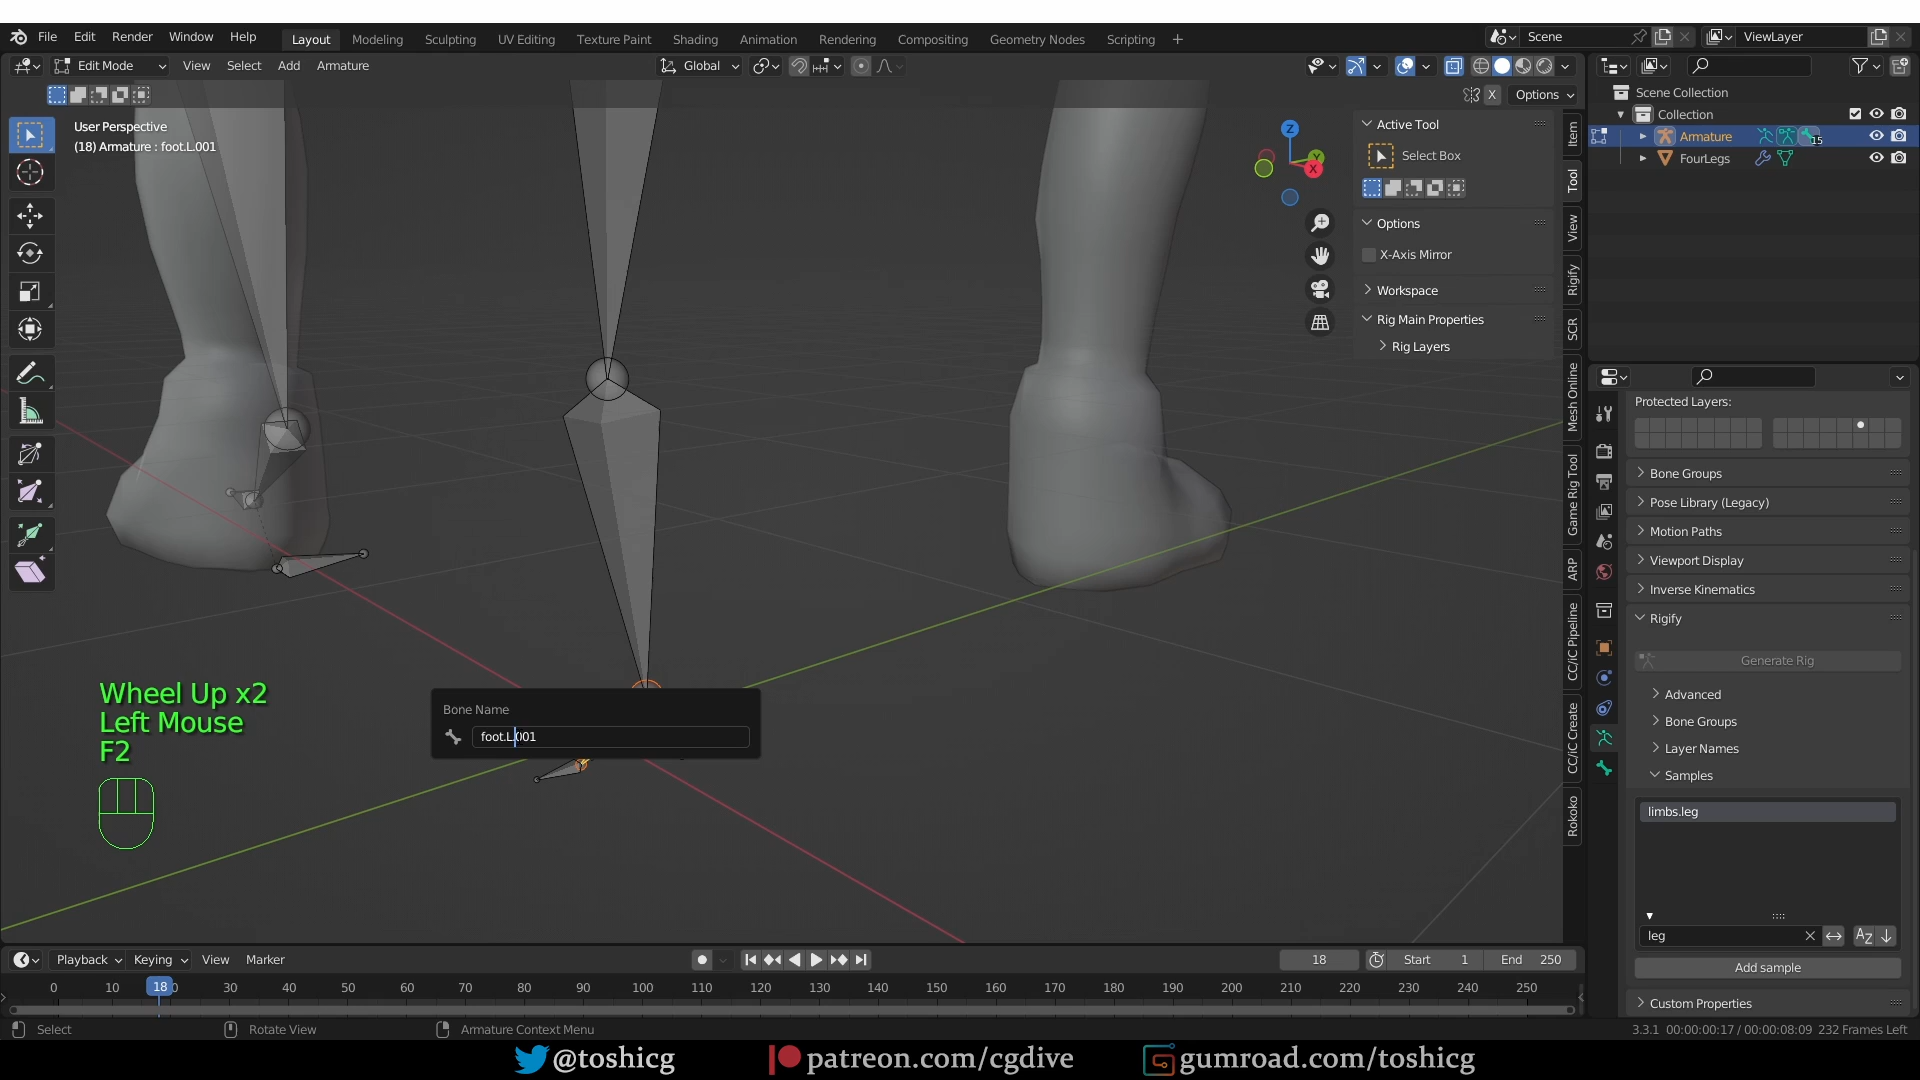 File Edit Render Window Help Layout Modeling Sculpting UV Editing Texture Paint Shading Animation Rendering Compositing Geometry Nodes Scripting + Scene ViewLayer
Edit Mode View Select Add Armature Global
X Options
User Perspective
(18) Armature : foot.L.001
Z
Y
X
Active Tool
Select Box
Options
X-Axis Mirror
Workspace
Rig Main Properties
Rig Layers
Item
Tool
View
Rigify
SCR
Mesh Online
Game Rig Tool
ARP
CC/iC Pipeline
CC/iC Create
Rokoko
Scene Collection
Collection
Armature 15
FourLegs
Protected Layers:
Bone Groups
Pose Library (Legacy)
Motion Paths
Viewport Display
Inverse Kinematics
Rigify
Generate Rig
Advanced
Bone Groups
Layer Names
Samples
limbs.leg
leg
Add sample
Custom Properties
Wheel Up x2
Left Mouse
F2
Bone Name
foot.L.001
Playback Keying View Marker 18 Start 1 End 250
0 10 18 30 40 50 60 70 80 90 100 110 120 130 140 150 160 170 180 190 200 210 220 230 240 250
Select Rotate View Armature Context Menu 3.3.1 00:00:00:17 / 00:00:08:09 232 Frames Left
@toshicg patreon.com/cgdive gumroad.com/toshicg